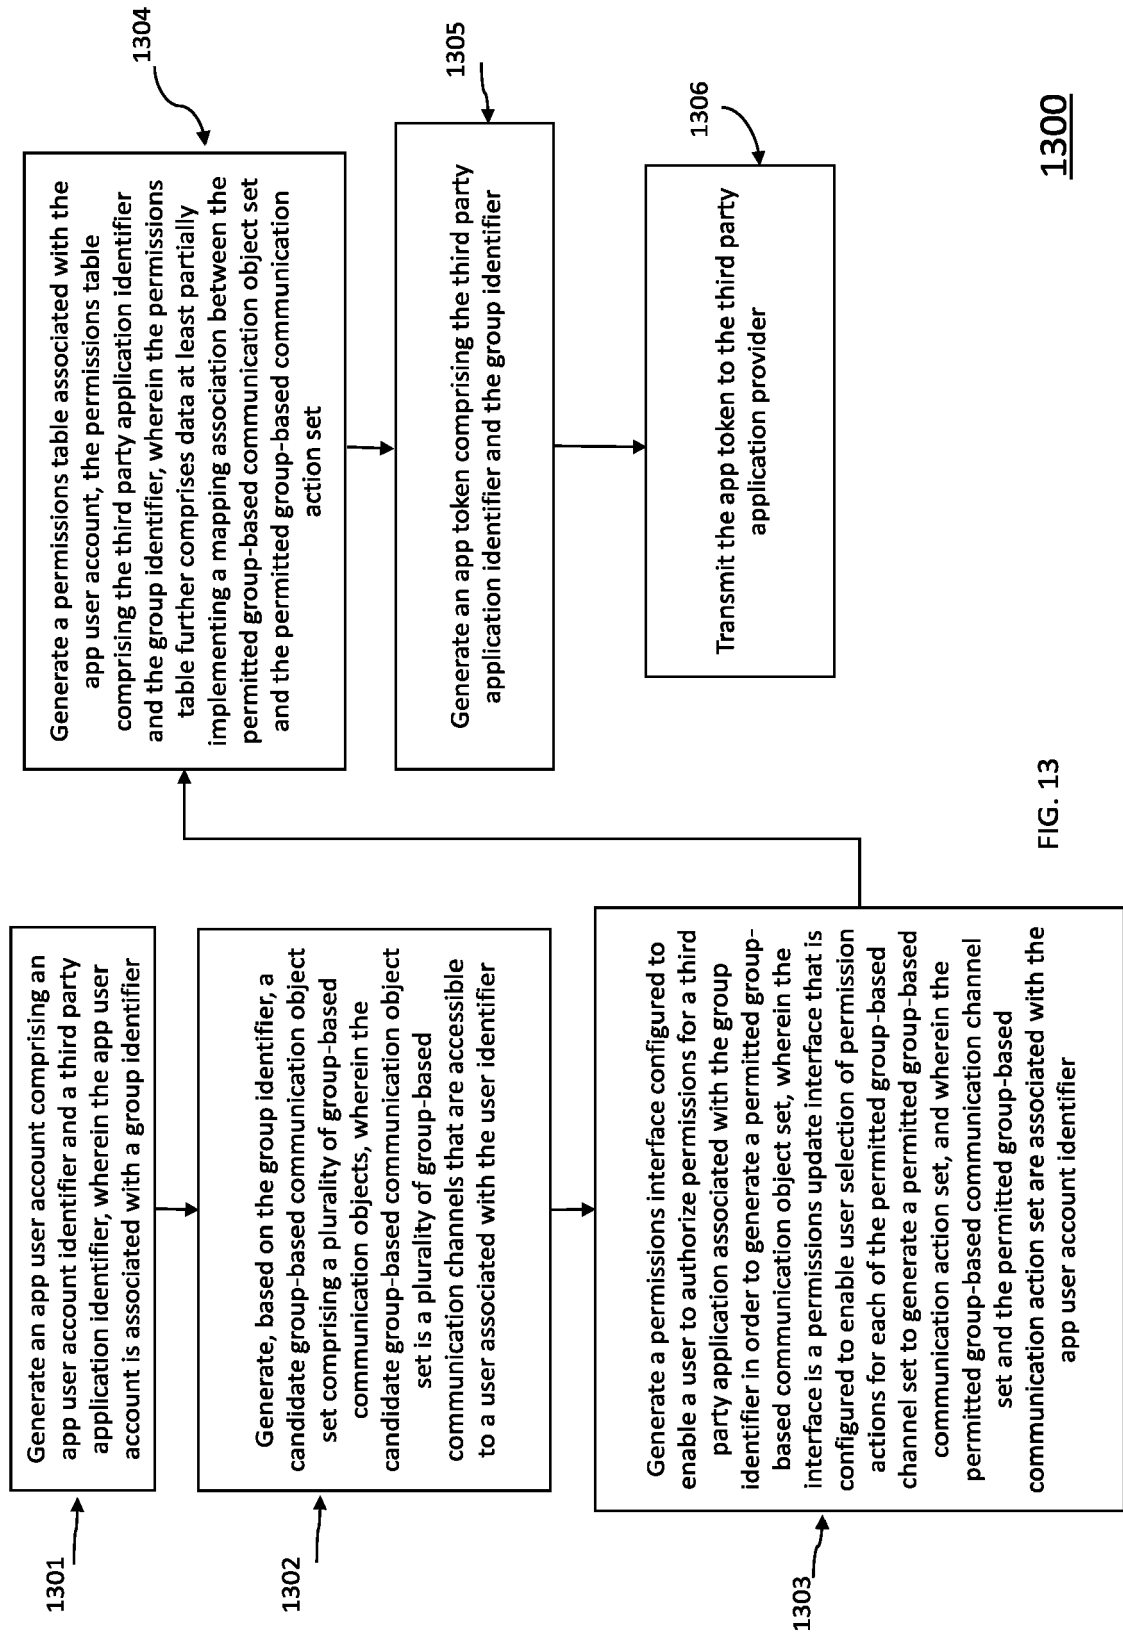 1301
Generate an app user account comprising an
app user account identifier and a third party
application identifier, wherein the app user
account is associated with a group identifier
1302
Generate, based on the group identifier, a
candidate group-based communication object
set comprising a plurality of group-based
communication objects, wherein the
candidate group-based communication object
set is a plurality of group-based
communication channels that are accessible
to a user associated with the user identifier
1303
Generate a permissions interface configured to
enable a user to authorize permissions for a third
party application associated with the group
identifier in order to generate a permitted group-
based communication object set, wherein the
interface is a permissions update interface that is
configured to enable user selection of permission
actions for each of the permitted group-based
channel set to generate a permitted group-based
communication action set, and wherein the
permitted group-based communication channel
set and the permitted group-based
communication action set are associated with the
app user account identifier
1304
Generate a permissions table associated with the
app user account, the permissions table
comprising the third party application identifier
and the group identifier, wherein the permissions
table further comprises data at least partially
implementing a mapping association between the
permitted group-based communication object set
and the permitted group-based communication
action set
1305
Generate an app token comprising the third party
application identifier and the group identifier
1306
Transmit the app token to the third party
application provider
FIG. 13
1300